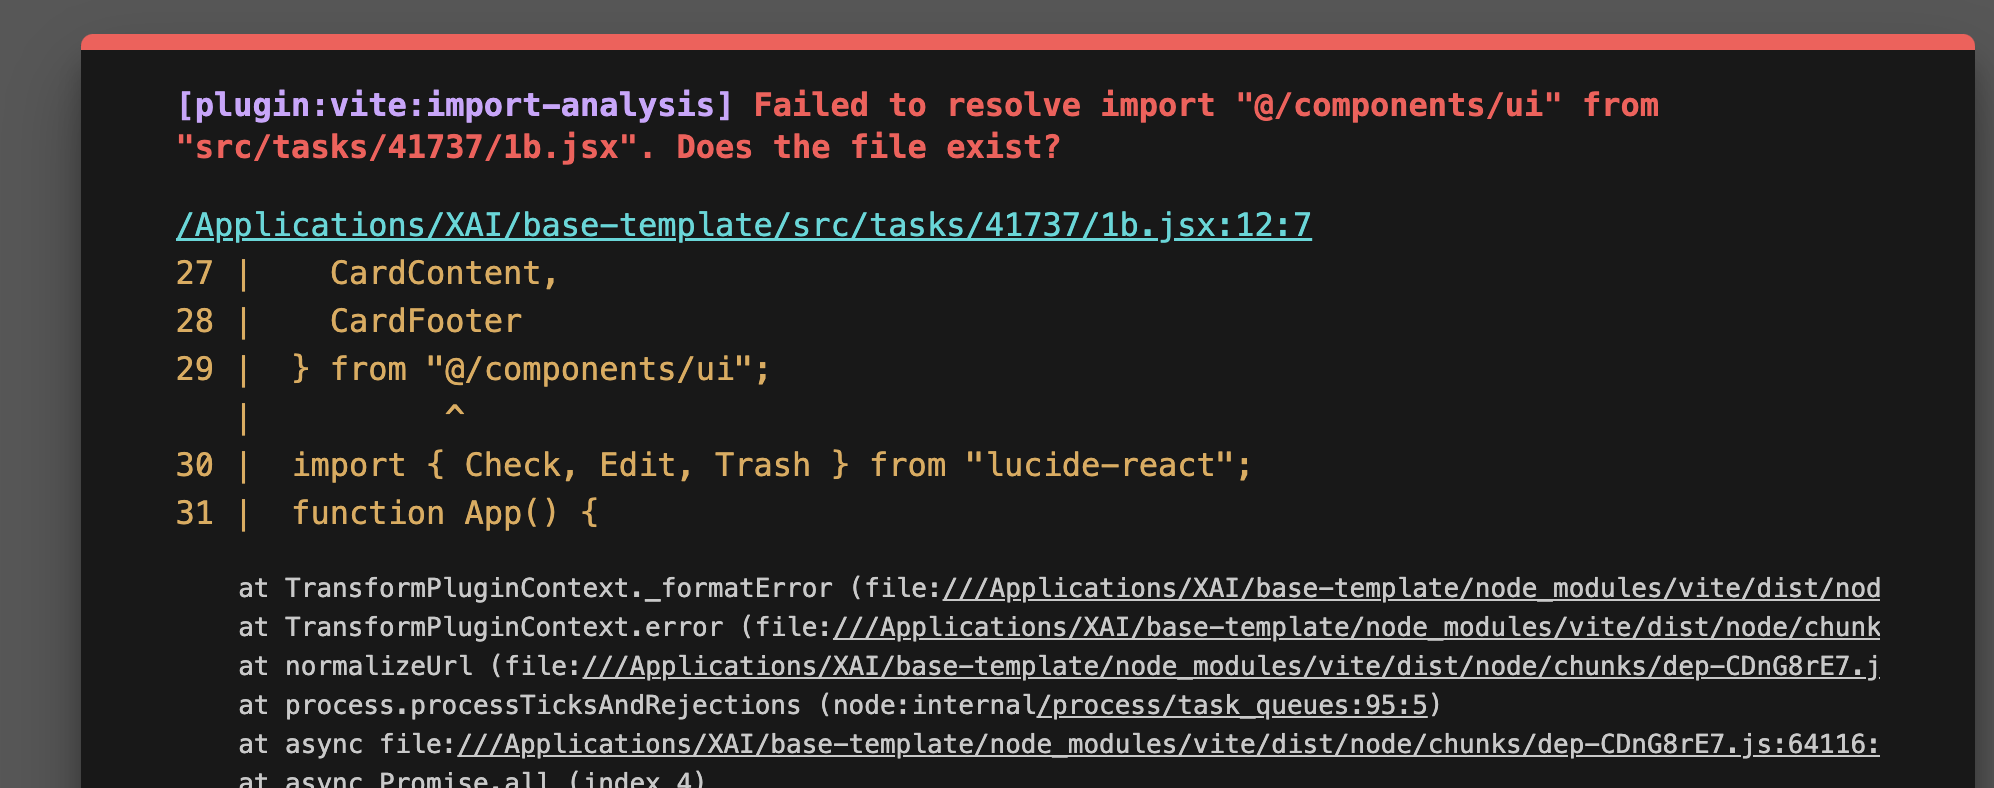 [plugin:vite:import-analysis] Failed to resolve import "@/components/ui" from
"src/tasks/41737/1b.jsx". Does the file exist?
/Applications/XAI/base-template/src/tasks/41737/1b.jsx:12:7
27 |    CardContent,
28 |    CardFooter
29 |  } from "@/components/ui";
   |          ^
30 |  import { Check, Edit, Trash } from "lucide-react";
31 |  function App() {
at TransformPluginContext._formatError (file:///Applications/XAI/base-template/node_modules/vite/dist/nod
at TransformPluginContext.error (file:///Applications/XAI/base-template/node_modules/vite/dist/node/chunk
at normalizeUrl (file:///Applications/XAI/base-template/node_modules/vite/dist/node/chunks/dep-CDnG8rE7.j
at process.processTicksAndRejections (node:internal/process/task_queues:95:5)
at async file:///Applications/XAI/base-template/node_modules/vite/dist/node/chunks/dep-CDnG8rE7.js:64116:
at async Promise.all (index 4)